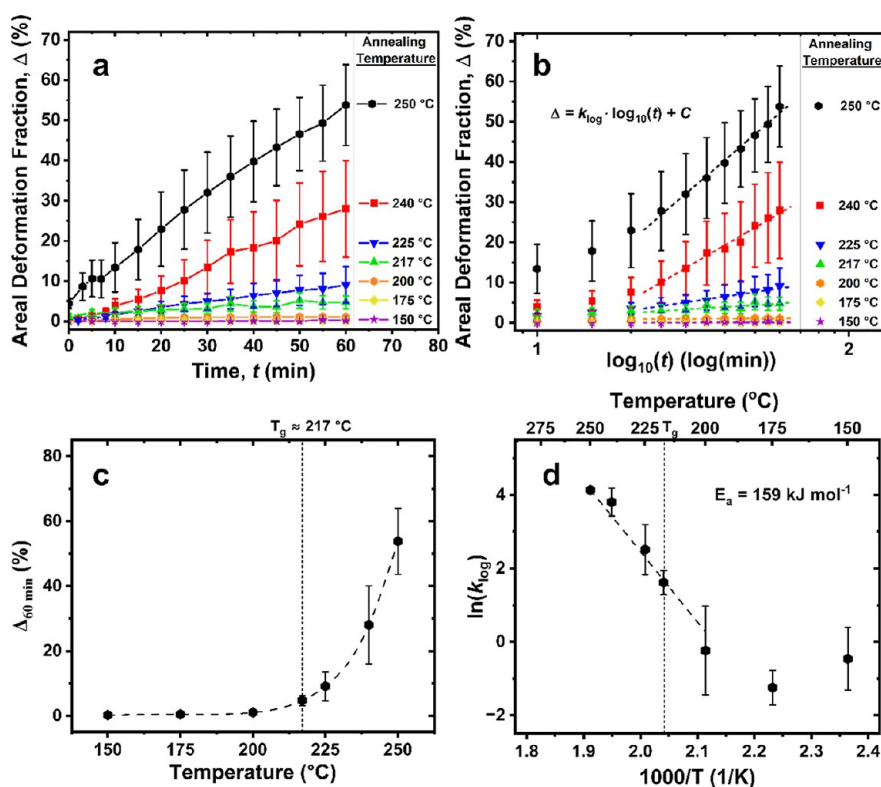 a
Areal Deformation Fraction, Δ (%)
70
60
50
40
30
20
10
0
0 10 20 30 40 50 60 70 80
Time, t (min)
Annealing
Temperature
250 °C
240 °C
225 °C
217 °C
200 °C
175 °C
150 °C
b
Areal Deformation Fraction, Δ (%)
70
60
50
40
30
20
10
0
Δ = klog · log10(t) + C
1 2
log10(t) (log(min))
Annealing
Temperature
250 °C
240 °C
225 °C
217 °C
200 °C
175 °C
150 °C
Tg ≈ 217 °C
c
Δ60 min (%)
80
60
40
20
0
150 175 200 225 250
Temperature (°C)
Temperature (°C)
275 250 225 Tg 200 175 150
d
Ea = 159 kJ mol-1
ln(klog)
4
2
0
−2
1.8 1.9 2.0 2.1 2.2 2.3 2.4
1000/T (1/K)